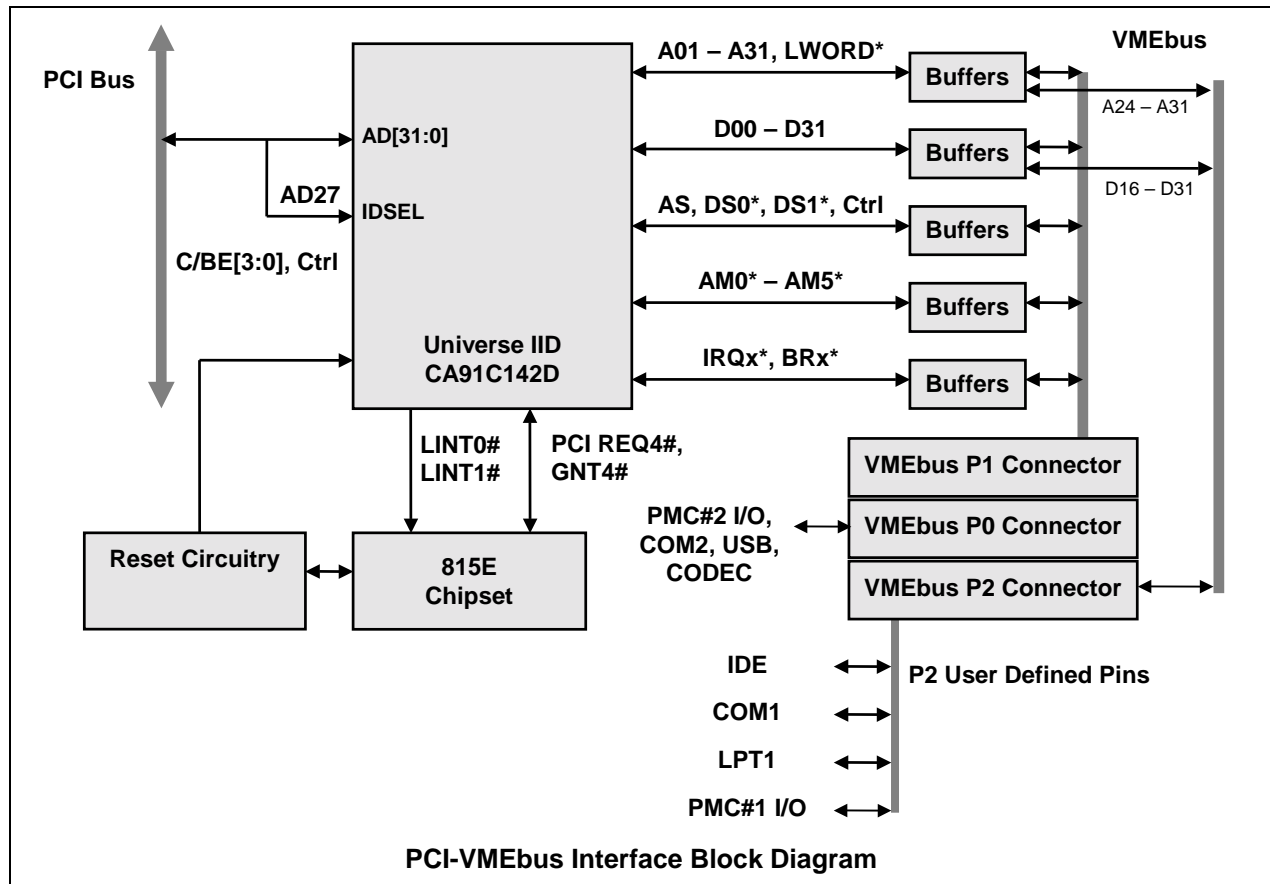 PCI Bus
A01 – A31, LWORD*
Buffers
VMEbus
A24 – A31
AD[31:0]
D00 – D31
Buffers
D16 – D31
AD27
IDSEL
AS, DS0*, DS1*, Ctrl
Buffers
C/BE[3:0], Ctrl
AM0* – AM5*
Buffers
Universe IID
CA91C142D
IRQx*, BRx*
Buffers
LINT0#
LINT1#
PCI REQ4#,
GNT4#
VMEbus P1 Connector
VMEbus P0 Connector
VMEbus P2 Connector
PMC#2 I/O,
COM2, USB,
CODEC
Reset Circuitry
815E
Chipset
IDE
P2 User Defined Pins
COM1
LPT1
PMC#1 I/O
PCI-VMEbus Interface Block Diagram